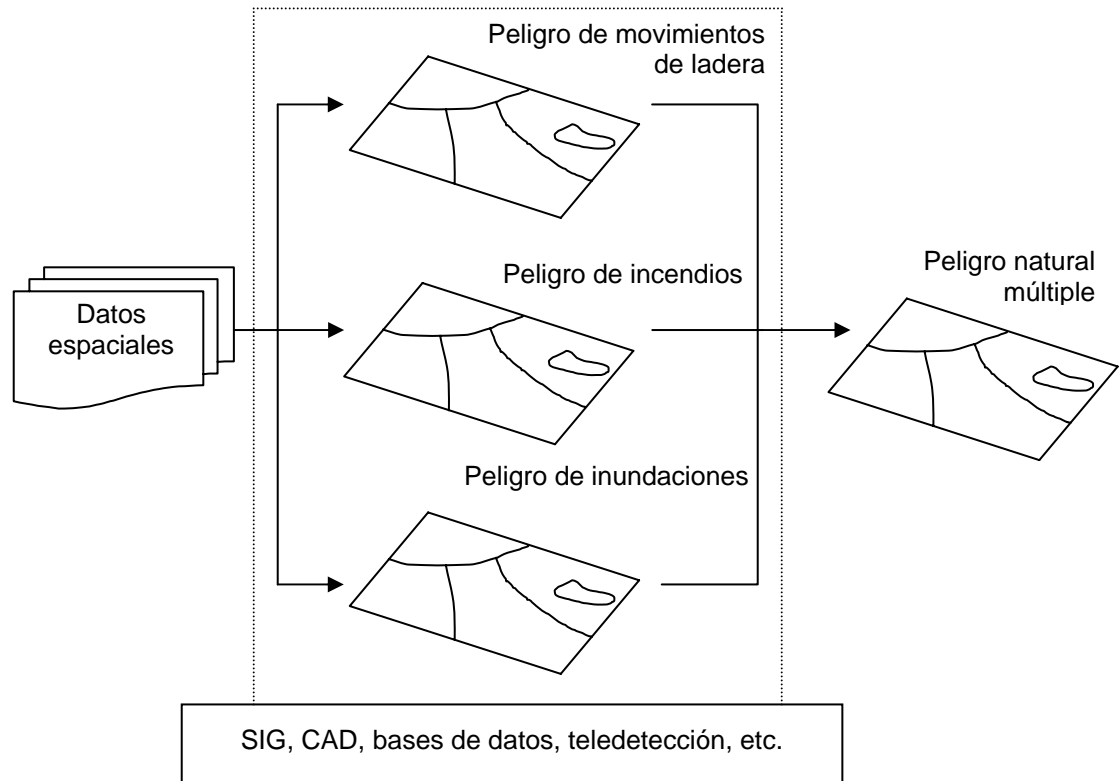 Peligro de movimientos
de ladera
Datos
espaciales
Peligro de incendios
Peligro natural
múltiple
Peligro de inundaciones
SIG, CAD, bases de datos, teledetección, etc.